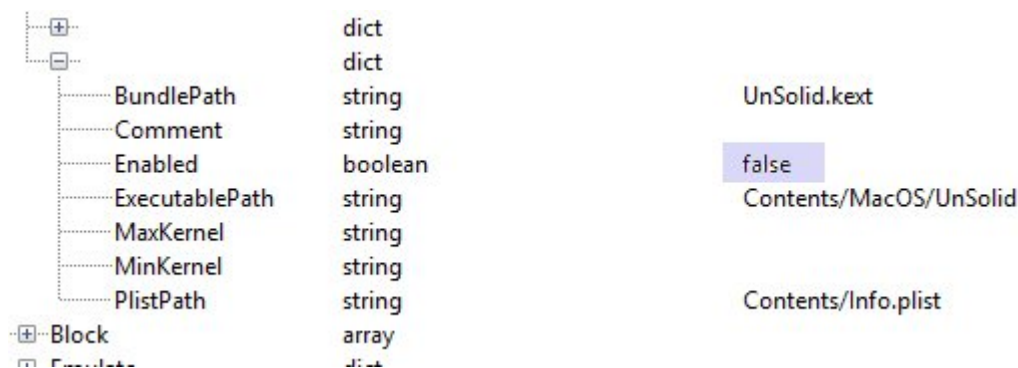 dict
dict
BundlePath string UnSolid.kext
Comment string
Enabled boolean false
ExecutablePath string Contents/MacOS/UnSolid
MaxKernel string
MinKernel string
PlistPath string Contents/Info.plist
Block array
Emulate dict